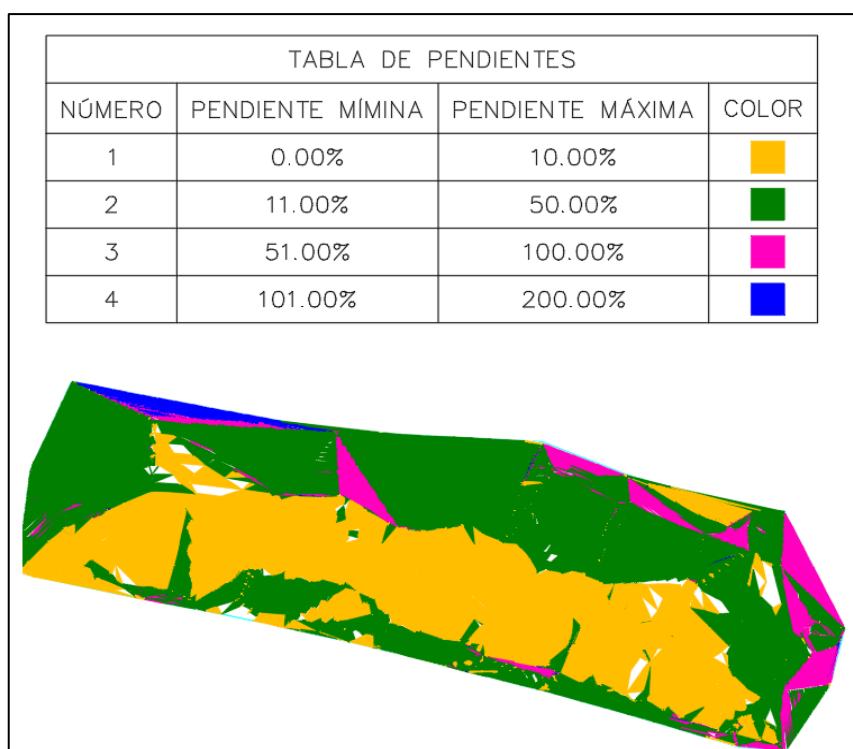 TABLA DE PENDIENTES
NÚMERO PENDIENTE MÍMINA PENDIENTE MÁXIMA COLOR
1 0.00% 10.00%
2 11.00% 50.00%
3 51.00% 100.00%
4 101.00% 200.00%